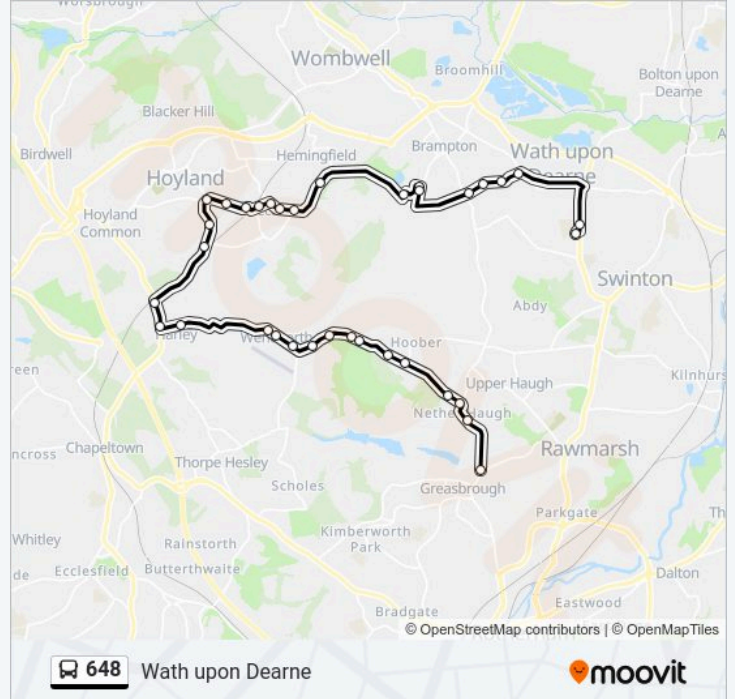 Worsbrough
Wombwell
Broomhill
Bolton upon
Dearne
Blacker Hill
Birdwell
Hemingfield
Brampton
Wath upon
Dearne
Hoyland
Hoyland
Common
Swinton
Abdy
Harley
Hoober
Upper Haugh
Kilnhurs
Nether Haugh
Chapeltown
Rawmarsh
Thorpe Hesley
Scholes
Greasbrough
Parkgate
Whitley
Rainstorth
Kimberworth
Park
Ecclesfield
Butterthwaite
Dalton
Eastwood
Bradgate
© OpenStreetMap contributors | © OpenMapTiles
648 Wath upon Dearne
moovit